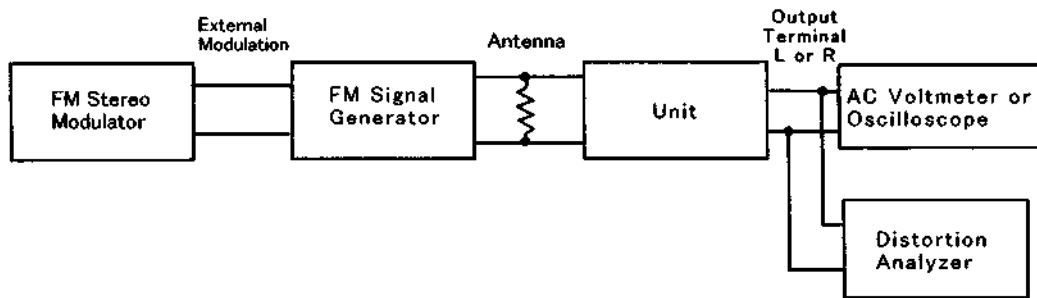 External
Modulation
Antenna
Output
Terminal
L or R
FM Stereo
Modulator
FM Signal
Generator
Unit
AC Voltmeter or
Oscilloscope
Distortion
Analyzer